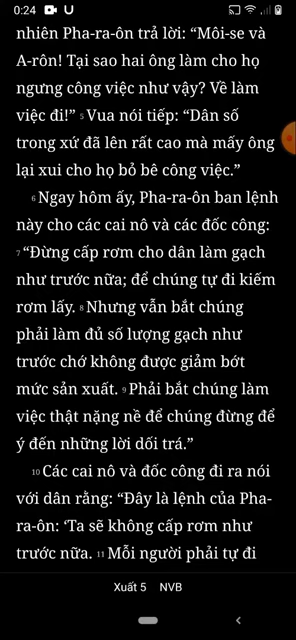 0:24
nhiên Pha-ra-ôn trả lời: “Môi-se và
A-rôn! Tại sao hai ông làm cho họ
ngưng công việc như vậy? Về làm
việc đi!” 5 Vua nói tiếp: “Dân số
trong xứ đã lên rất cao mà mấy ông
lại xui cho họ bỏ bê công việc.”
6 Ngay hôm ấy, Pha-ra-ôn ban lệnh
này cho các cai nô và các đốc công:
7 “Đừng cấp rơm cho dân làm gạch
như trước nữa; để chúng tự đi kiếm
rơm lấy. 8 Nhưng vẫn bắt chúng
phải làm đủ số lượng gạch như
trước chớ không được giảm bớt
mức sản xuất. 9 Phải bắt chúng làm
việc thật nặng nề để chúng đừng để
ý đến những lời dối trá.”
10 Các cai nô và đốc công đi ra nói
với dân rằng: “Đây là lệnh của Pha-
ra-ôn: ‘Ta sẽ không cấp rơm như
trước nữa. 11 Mỗi người phải tự đi
Xuất 5 NVB